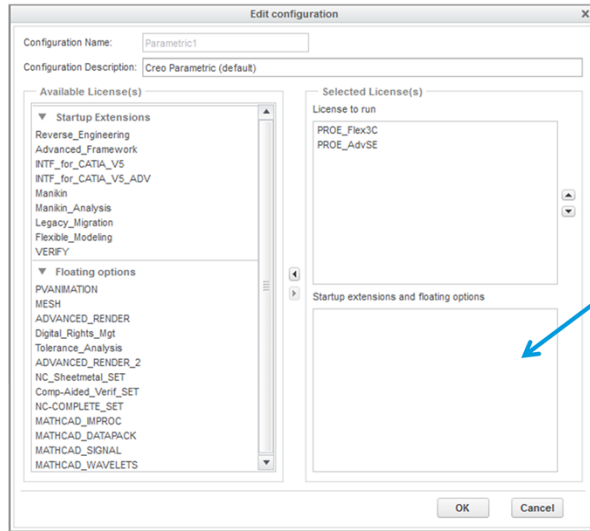 Edit configuration
x
Configuration Name: Parametric1
Configuration Description: Creo Parametric (default)
Available License(s)
Startup Extensions
Reverse_Engineering
Advanced_Framework
INTF_for_CATIA_V5
INTF_for_CATIA_V5_ADV
Manikin
Manikin_Analysis
Legacy_Migration
Flexible_Modeling
VERIFY
Floating options
PVANIMATION
MESH
ADVANCED_RENDER
Digital_Rights_Mgt
Tolerance_Analysis
ADVANCED_RENDER_2
NC_Sheetmetal_SET
Comp-Aided_Verif_SET
NC-COMPLETE_SET
MATHCAD_IMPROC
MATHCAD_DATAPACK
MATHCAD_SIGNAL
MATHCAD_WAVELETS
Selected License(s)
License to run
PROE_Flex3C
PROE_AdvSE
Startup extensions and floating options
OK
Cancel